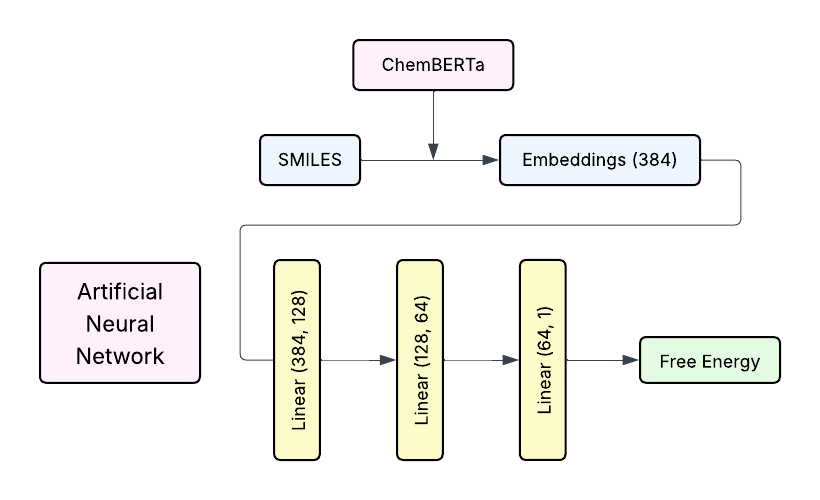 ChemBERTa
SMILES
Embeddings (384)
Artificial
Neural
Network
Linear (384, 128)
Linear (128, 64)
Linear (64, 1)
Free Energy